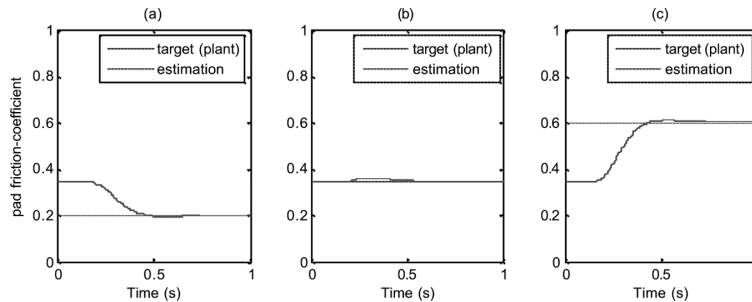 (a)
(b)
(c)
pad friction-coefficient
1
0.8
0.6
0.4
0.2
0
target (plant)
estimation
0
0.5
1
Time (s)
1
0.8
0.6
0.4
0.2
0
target (plant)
estimation
0
0.5
1
Time (s)
1
0.8
0.6
0.4
0.2
0
target (plant)
estimation
0
0.5
Time (s)